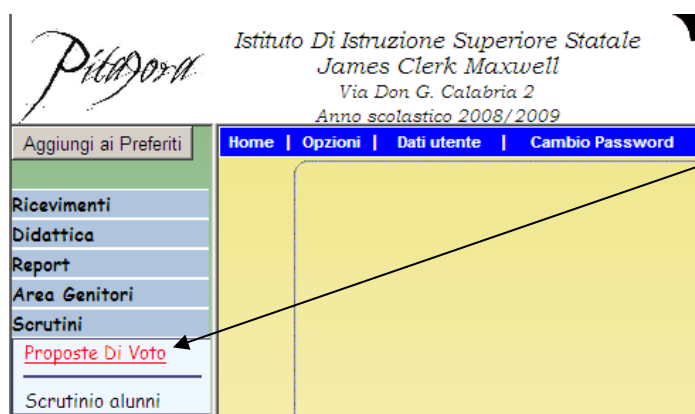 Pitagora
Istituto Di Istruzione Superiore Statale
James Clerk Maxwell
Via Don G. Calabria 2
Anno scolastico 2008/2009
Aggiungi ai Preferiti
Home | Opzioni | Dati utente | Cambio Password
Ricevimenti
Didattica
Report
Area Genitori
Scrutini
Proposte Di Voto
Scrutinio alunni